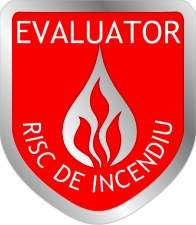 EVALUATOR
RISC DE INCENDIU